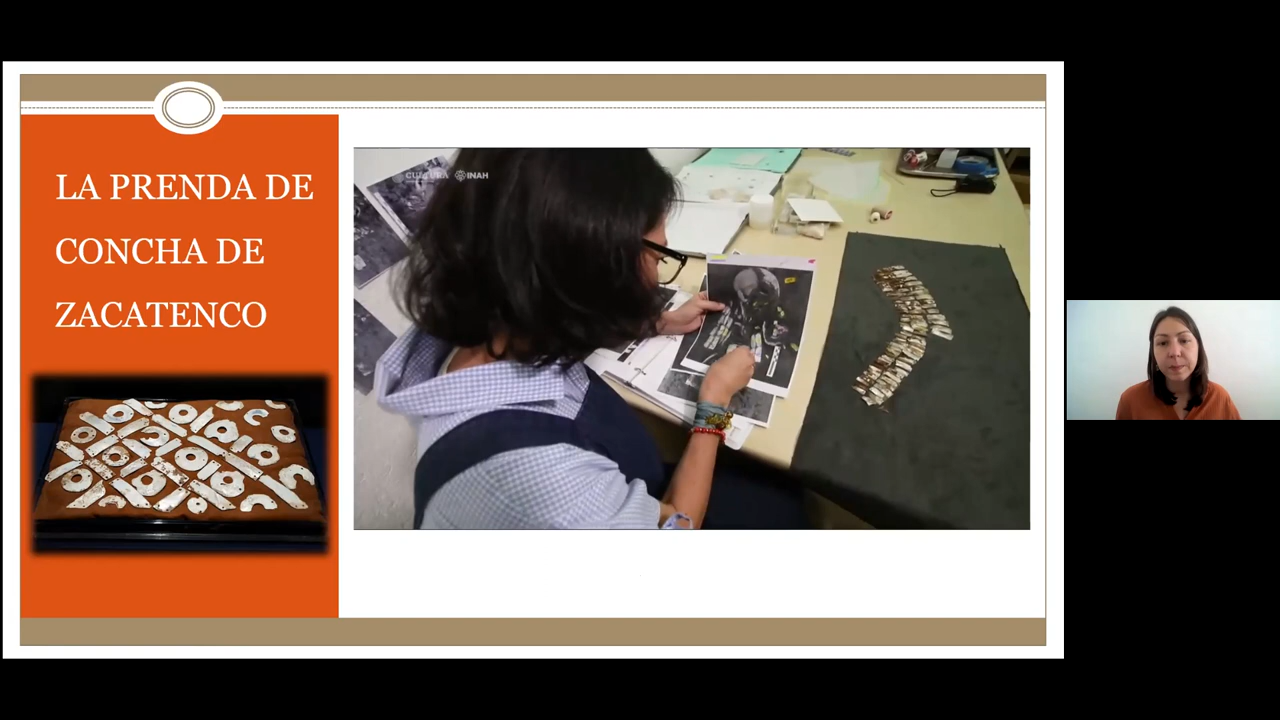 LA PRENDA DE
CONCHA DE
ZACATENCO
CULTURA INAH